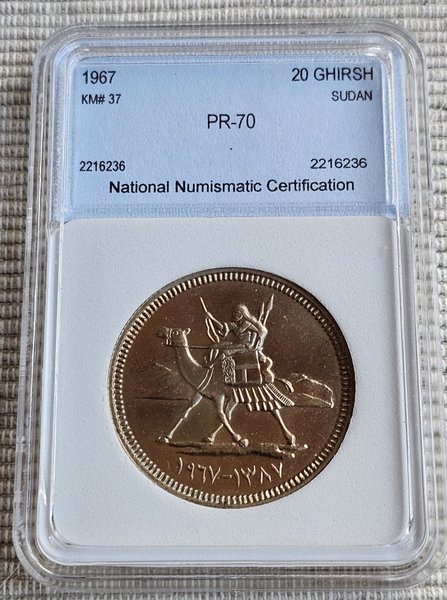 1967 20 GHIRSH
KM# 37 SUDAN
PR-70
2216236 2216236
National Numismatic Certification
١٩٦٧-١٣٨٧